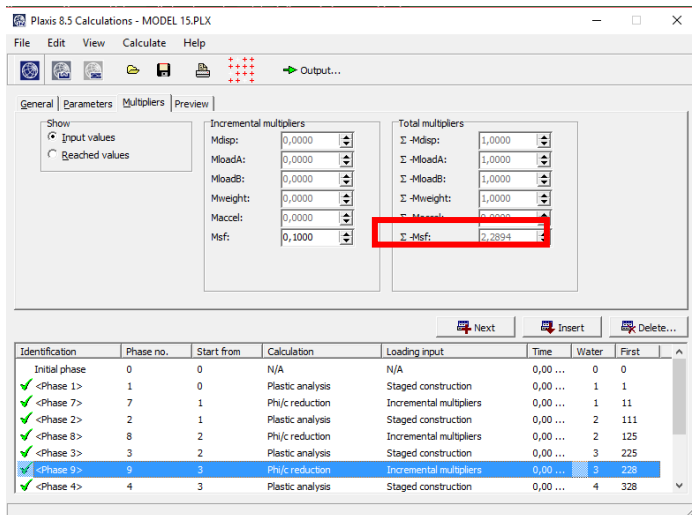 Plaxis 8.5 Calculations - MODEL 15.PLX
File Edit View Calculate Help
Output...
General Parameters Multipliers Preview
Show
Input values
Reached values
Incremental multipliers
Mdisp: 0,0000
MloadA: 0,0000
MloadB: 0,0000
Mweight: 0,0000
Maccel: 0,0000
Msf: 0,1000
Total multipliers
Σ -Mdisp: 1,0000
Σ -MloadA: 1,0000
Σ -MloadB: 1,0000
Σ -Mweight: 1,0000
Σ -Maccel: 0,0000
Σ -Msf: 2,2894
Next Insert Delete...
Identification Phase no. Start from Calculation Loading input Time Water First
Initial phase 0 0 N/A N/A 0,00 ... 0 0
<Phase 1> 1 0 Plastic analysis Staged construction 0,00 ... 1 1
<Phase 7> 7 1 Phi/c reduction Incremental multipliers 0,00 ... 1 11
<Phase 2> 2 1 Plastic analysis Staged construction 0,00 ... 2 111
<Phase 8> 8 2 Phi/c reduction Incremental multipliers 0,00 ... 2 125
<Phase 3> 3 2 Plastic analysis Staged construction 0,00 ... 3 225
<Phase 9> 9 3 Phi/c reduction Incremental multipliers 0,00 ... 3 228
<Phase 4> 4 3 Plastic analysis Staged construction 0,00 ... 4 328